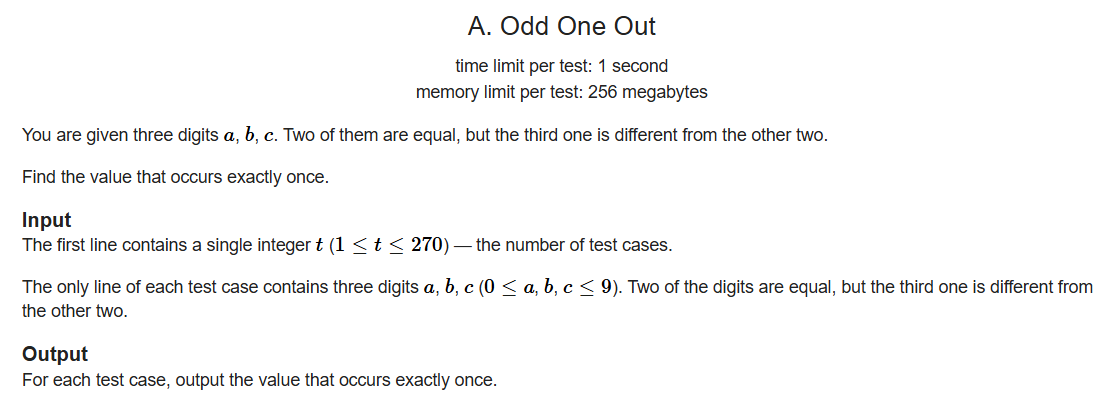 A. Odd One Out
time limit per test: 1 second
memory limit per test: 256 megabytes
You are given three digits a, b, c. Two of them are equal, but the third one is different from the other two.
Find the value that occurs exactly once.
Input
The first line contains a single integer t (1 ≤ t ≤ 270) — the number of test cases.
The only line of each test case contains three digits a, b, c (0 ≤ a, b, c ≤ 9). Two of the digits are equal, but the third one is different from
the other two.
Output
For each test case, output the value that occurs exactly once.